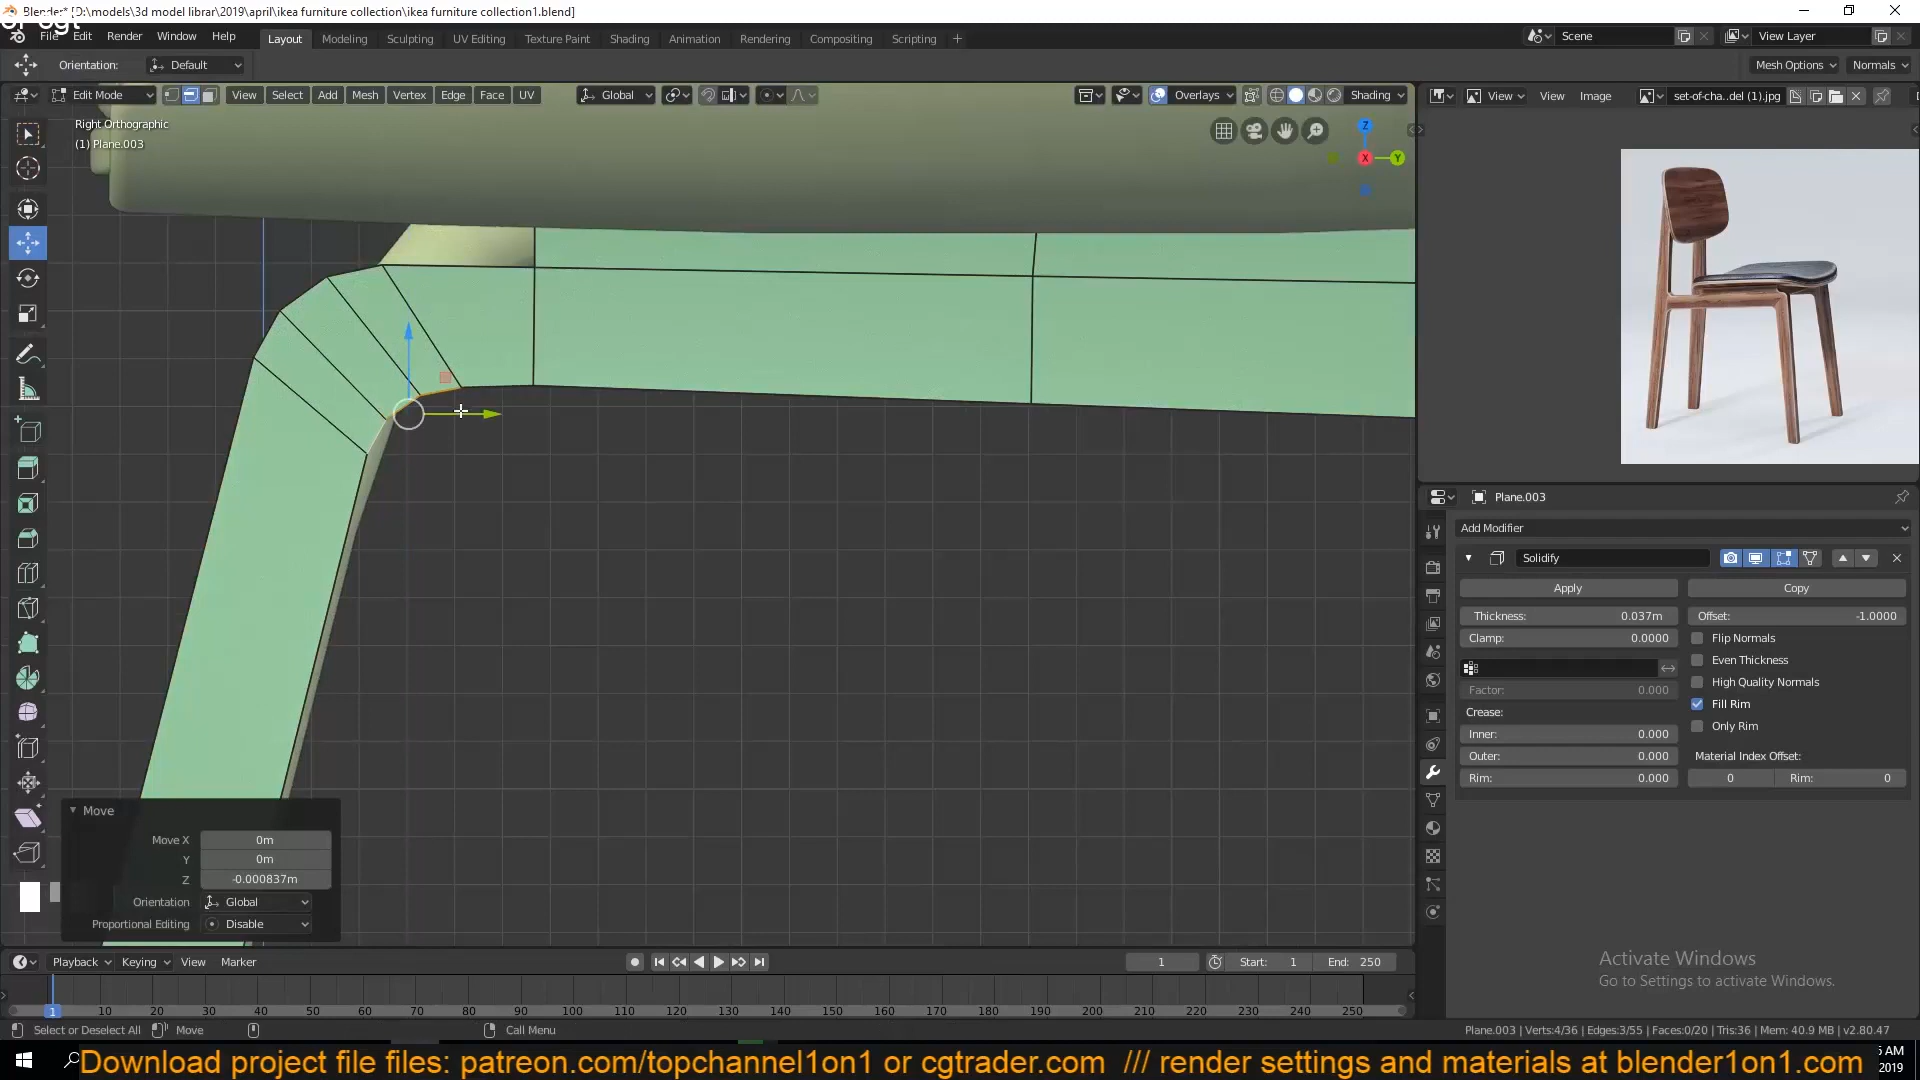 Blender* [D:\models\3d model librar\2019\april\ikea furniture collection\ikea furniture collection1.blend]
File Edit Render Window Help Layout Modeling Sculpting UV Editing Texture Paint Shading Animation Rendering Compositing Scripting + Scene View Layer
Orientation: Default Mesh Options Normals
Edit Mode View Select Add Mesh Vertex Edge Face UV Global Overlays Shading View View Image set-of-cha..del (1).jpg
Right Orthographic
(1) Plane.003
Z
X
Y
Plane.003
Add Modifier
Solidify
Apply Copy
Thickness: 0.037m Offset: -1.0000
Clamp: 0.0000 Flip Normals
Even Thickness
Factor: 0.000 High Quality Normals
Crease: Fill Rim
Only Rim
Inner: 0.000
Outer: 0.000 Material Index Offset:
Rim: 0.000 0 Rim: 0
Move
Move X 0m
Y 0m
Z -0.000837m
Orientation Global
Proportional Editing Disable
Activate Windows
Go to Settings to activate Windows.
Playback Keying View Marker 1 Start: 1 End: 250
1 10 20 30 40 50 60 70 80 90 100 110 120 130 140 150 160 170 180 190 200 210 220 230 240 250
Select or Deselect All Move Call Menu Plane.003 | Verts:4/36 | Edges:3/55 | Faces:0/20 | Tris:36 | Mem: 40.9 MB | v2.80.47
Download project file files: patreon.com/topchannel1on1 or cgtrader.com /// render settings and materials at blender1on1.com
AM
2019